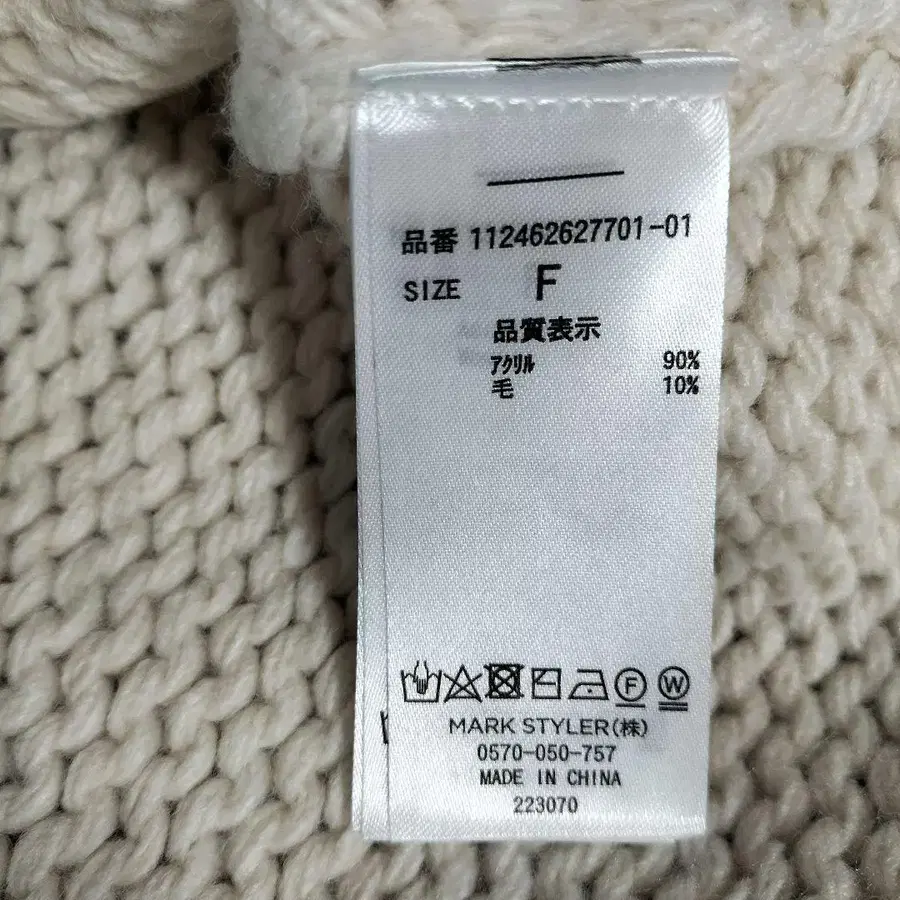 品番 112462627701-01
SIZE F
品質表示
ｱｸﾘﾙ 90%
毛 10%
F W
MARK STYLER(株)
0570-050-757
MADE IN CHINA
223070